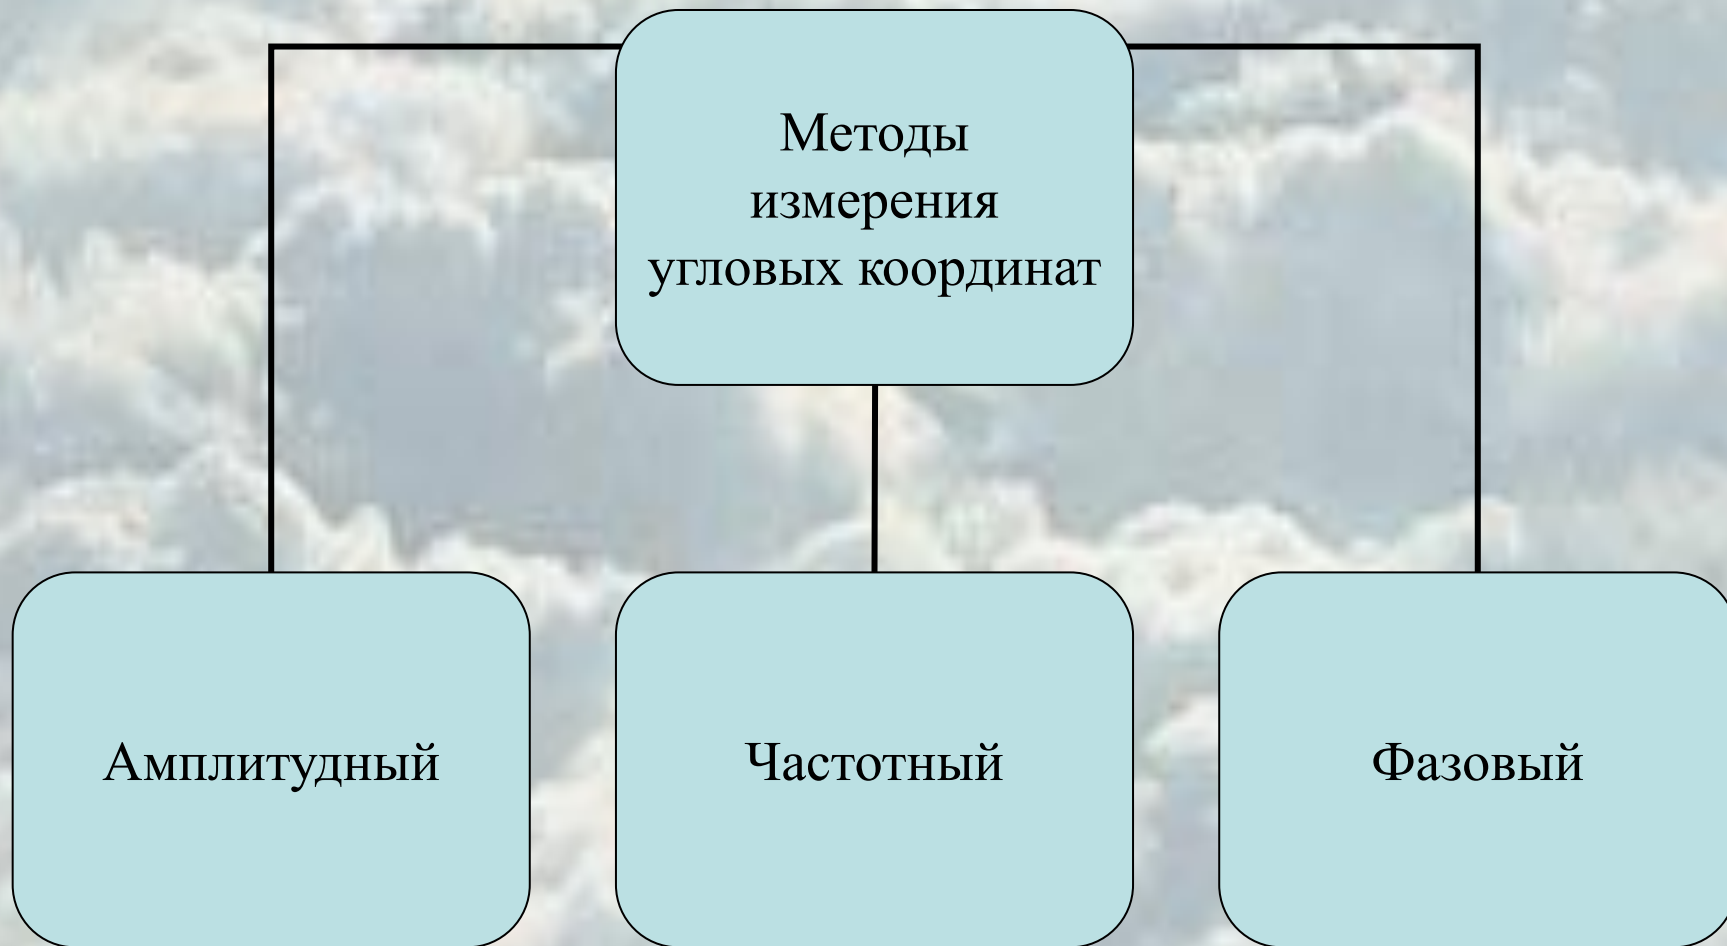 Методы
измерения
угловых координат
Амплитудный
Частотный
Фазовый